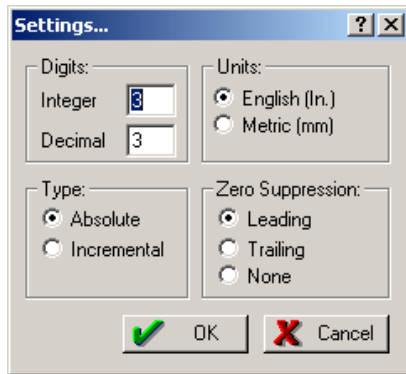 Settings...
? X
Digits:
Integer 3
Decimal 3
Units:
English (In.)
Metric (mm)
Type:
Absolute
Incremental
Zero Suppression:
Leading
Trailing
None
OK
Cancel